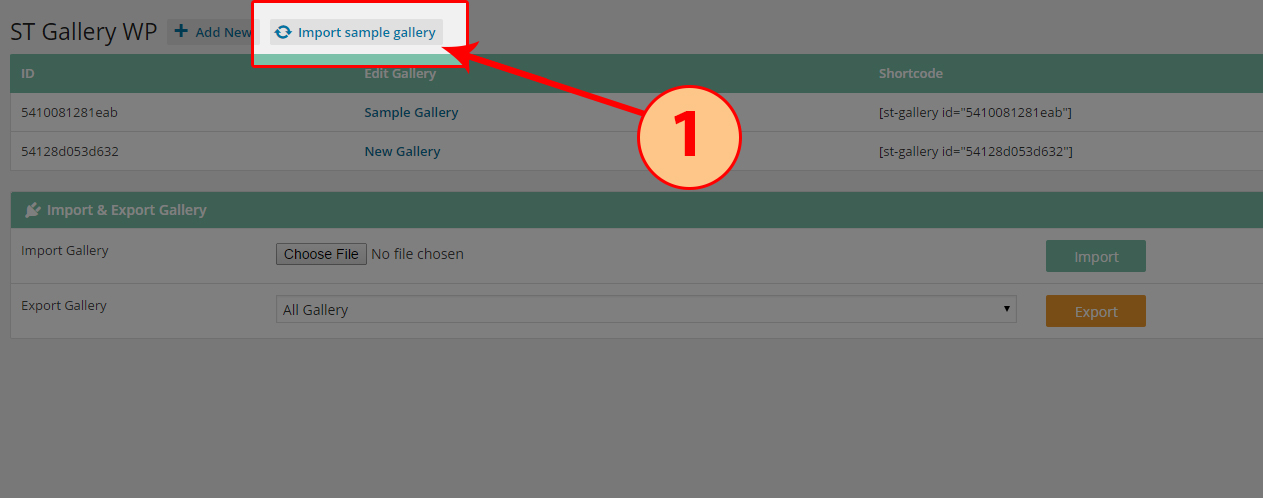 ST Gallery WP Add New Import sample gallery
ID Edit Gallery Shortcode
5410081281eab Sample Gallery [st-gallery id="5410081281eab"]
1
54128d053d632 New Gallery [st-gallery id="54128d053d632"]
Import & Export Gallery
Import Gallery Choose File No file chosen Import
Export Gallery All Gallery Export